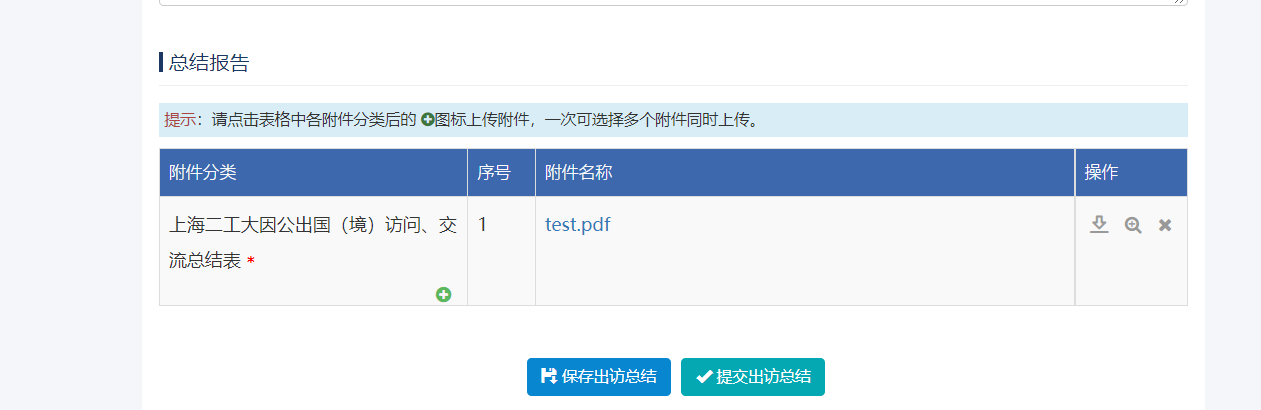 总结报告
提示：请点击表格中各附件分类后的 图标上传附件，一次可选择多个附件同时上传。
附件分类 序号 附件名称 操作
上海二工大因公出国（境）访问、交 1 test.pdf
流总结表 *
保存出访总结 提交出访总结